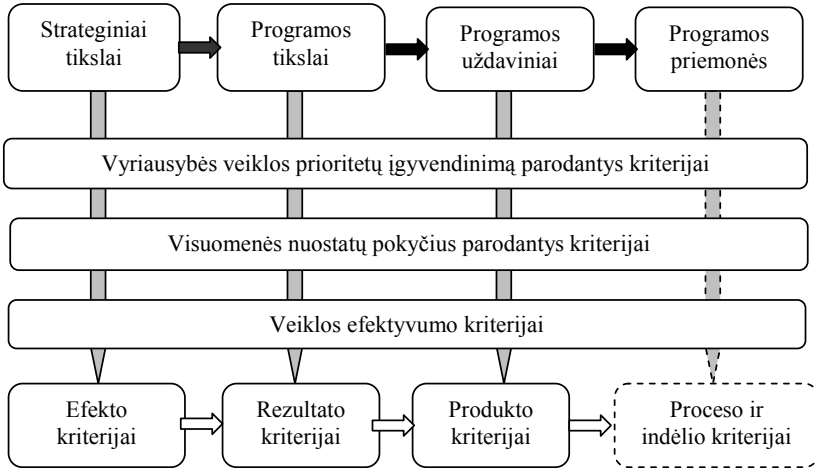 Strateginiai
tikslai
Programos
tikslai
Programos
uždaviniai
Programos
priemonės
Vyriausybės veiklos prioritetų įgyvendinimą parodantys kriterijai
Visuomenės nuostatų pokyčius parodantys kriterijai
Veiklos efektyvumo kriterijai
Efekto
kriterijai
Rezultato
kriterijai
Produkto
kriterijai
Proceso ir
indėlio kriterijai